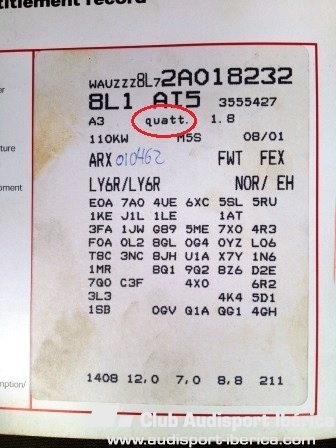 titlement record
WAUZZZ8L72A018232
8L1 AT5 3555427
A3 quatt. 1.8
110KW M5S 08/01
ARX 010462 FWT FEX
LY6R/LY6R NOR/ EH
E0A 7A0 4UE 6XC 5SL 5RU
1KE J1L 1LE 1AT
3FA 1JW G89 5ME 7X0 4R3
F0A 0L2 8GL 0G4 0YZ L06
T8C 3NC 8JH U1A X7Y 1N6
1MR 8Q1 9Q2 8Z6 D2E
7Q0 C3F 4X0 6R2
3L3 4K4 5D1
1SB 0GV Q1A QG1 4GH
1408 12,0 7,0 8,8 211
Club Audisport Ibérica
www.audisport-iberica.com